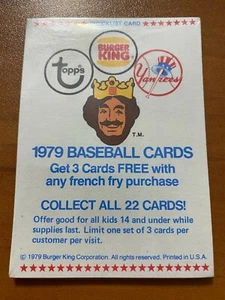 CHECKLIST CARD
BURGER
KING
Topps
Yankees
T.M.
1979 BASEBALL CARDS
Get 3 Cards FREE with
any french fry purchase
COLLECT ALL 22 CARDS!
Offer good for all kids 14 and under while
supplies last. Limit one set of 3 cards per
customer per visit.
© 1979 Burger King Corporation. All rights reserved. Printed in U.S.A.